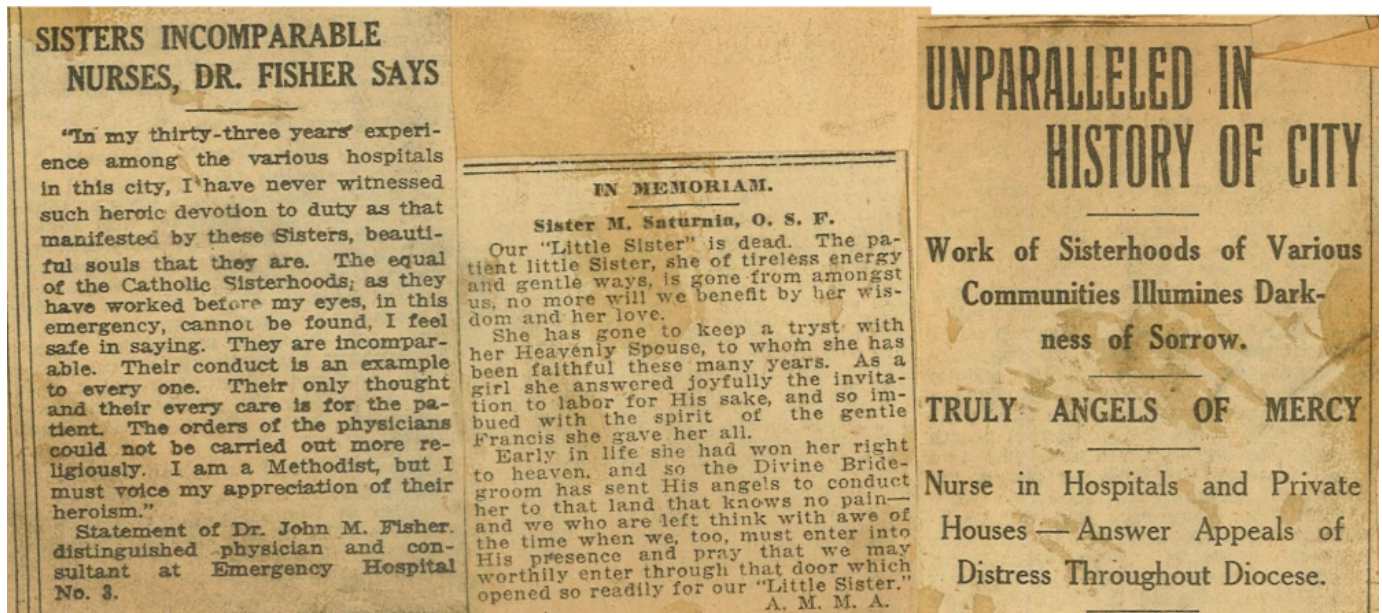 SISTERS INCOMPARABLE
NURSES, DR. FISHER SAYS
"In my thirty-three years' experi-
ence among the various hospitals
in this city, I have never witnessed
such heroic devotion to duty as that
manifested by these Sisters, beauti-
ful souls that they are. The equal
of the Catholic Sisterhoods, as they
have worked before my eyes, in this
emergency, cannot be found, I feel
safe in saying. They are incompar-
able. Their conduct is an example
to every one. Their only thought
and their every care is for the pa-
tient. The orders of the physicians
could not be carried out more re-
ligiously. I am a Methodist, but I
must voice my appreciation of their
heroism."
Statement of Dr. John M. Fisher.
distinguished physician and con-
sultant at Emergency Hospital
No. 3.
IN MEMORIAM.
Sister M. Saturnia, O. S. F.
Our "Little Sister" is dead. The pa-
tient little Sister, she of tireless energy
and gentle ways, is gone from amongst
us, no more will we benefit by her wis-
dom and her love.
She has gone to keep a tryst with
her Heavenly Spouse, to whom she has
been faithful these many years. As a
girl she answered joyfully the invita-
tion to labor for His sake, and so im-
bued with the spirit of the gentle
Francis she gave her all.
Early in life she had won her right
to heaven. and so the Divine Bride-
groom has sent His angels to conduct
her to that land that knows no pain—
and we who are left think with awe of
the time when we, too, must enter into
His presence and pray that we may
worthily enter through that door which
opened so readily for our "Little Sister."
A. M. M. A.
UNPARALLELED IN
HISTORY OF CITY
Work of Sisterhoods of Various
Communities Illumines Dark-
ness of Sorrow.
TRULY ANGELS OF MERCY
Nurse in Hospitals and Private
Houses — Answer Appeals of
Distress Throughout Diocese.